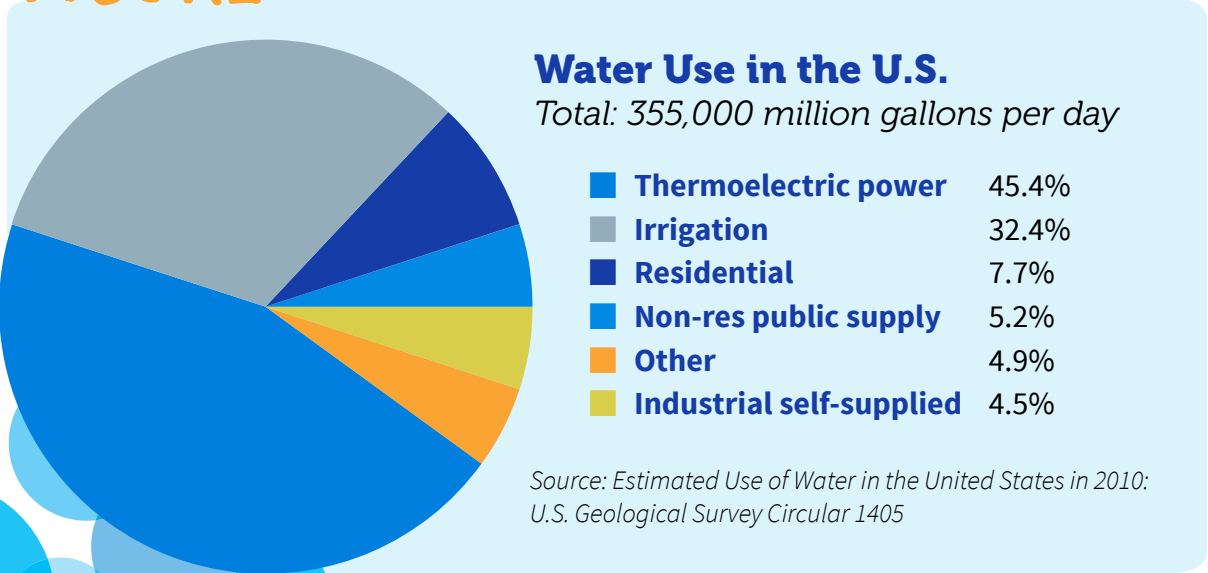 Water Use in the U.S.
Total: 355,000 million gallons per day
Thermoelectric power 45.4%
Irrigation 32.4%
Residential 7.7%
Non-res public supply 5.2%
Other 4.9%
Industrial self-supplied 4.5%
Source: Estimated Use of Water in the United States in 2010:
U.S. Geological Survey Circular 1405